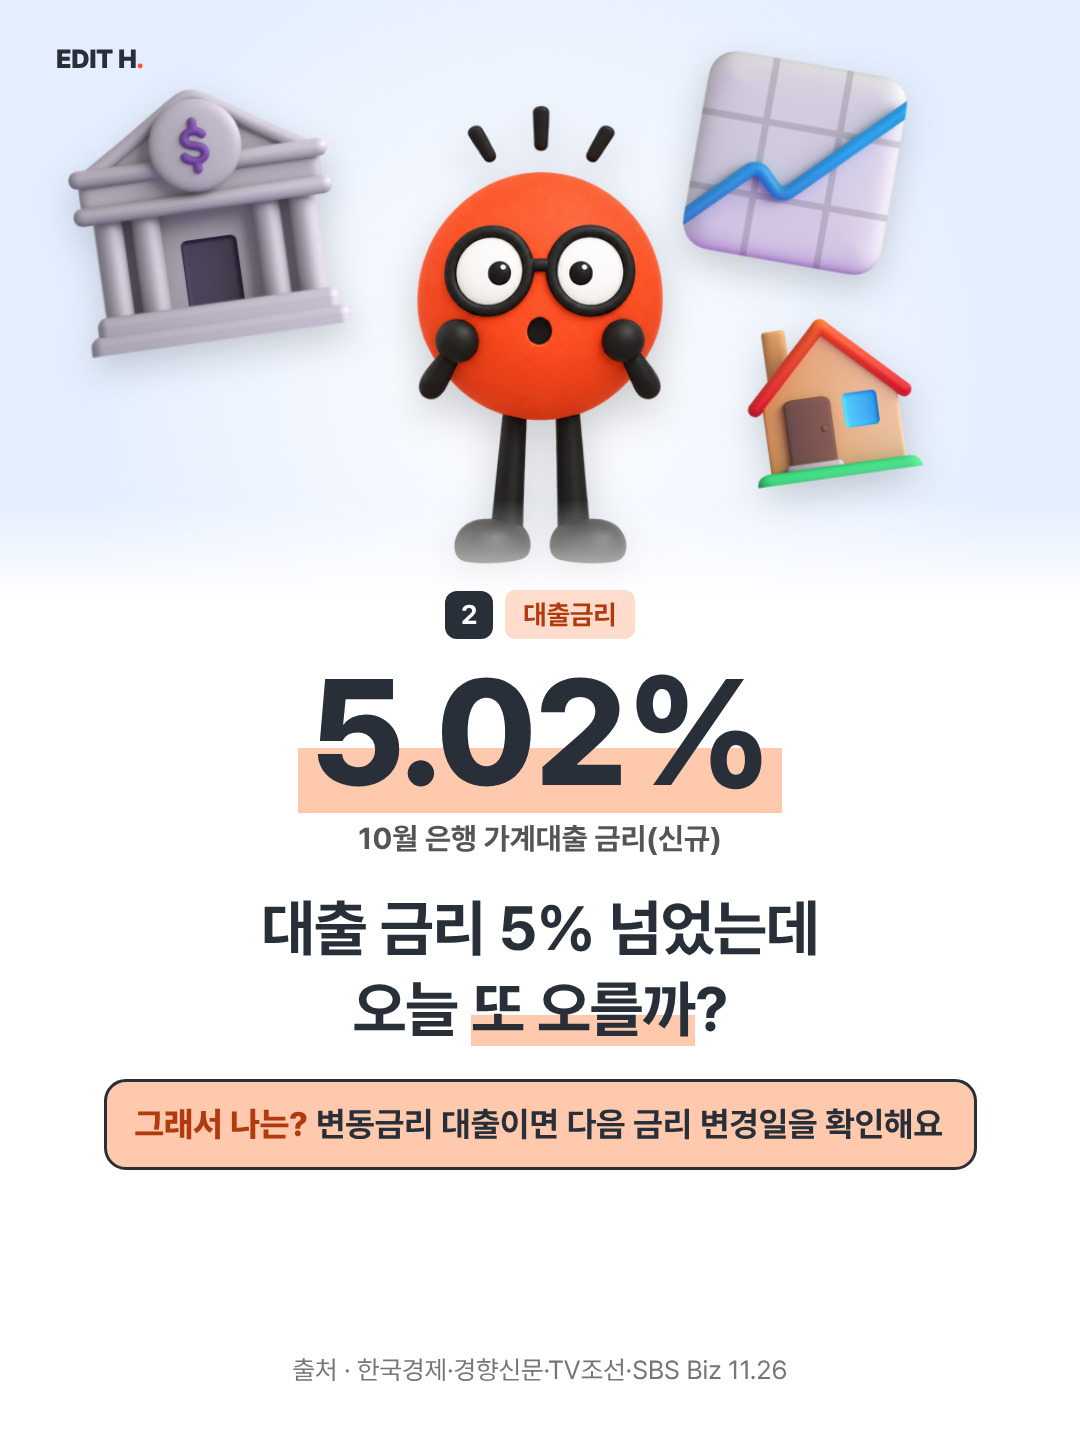 EDIT H.
$
2
대출금리
5.02%
10월 은행 가계대출 금리(신규)
대출 금리 5% 넘었는데
오늘 또 오를까?
그래서 나는? 변동금리 대출이면 다음 금리 변경일을 확인해요
출처 · 한국경제·경향신문·TV조선·SBS Biz 11.26